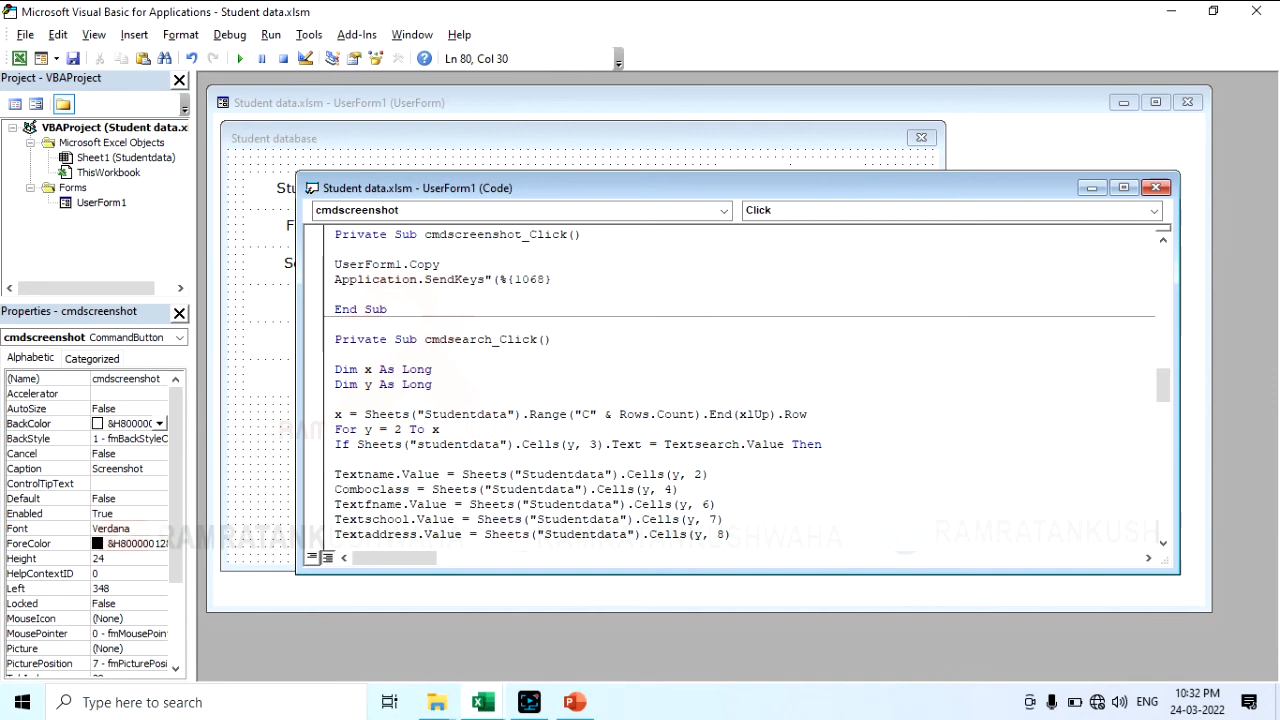 Microsoft Visual Basic for Applications - Student data.xlsm
File Edit View Insert Format Debug Run Tools Add-Ins Window Help
Ln 80, Col 30
Project - VBAProject
VBAProject (Student data.x
Microsoft Excel Objects
Sheet1 (Studentdata)
ThisWorkbook
Forms
UserForm1
Properties - cmdscreenshot
cmdscreenshot CommandButton
Alphabetic Categorized
(Name) cmdscreenshot
Accelerator
AutoSize False
BackColor &H800000
BackStyle 1 - fmBackStyleO
Cancel False
Caption Screenshot
ControlTipText
Default False
Enabled True
Font Verdana
ForeColor &H80000012
Height 24
HelpContextID 0
Left 348
Locked False
MouseIcon (None)
MousePointer 0 - fmMousePoin
Picture (None)
PicturePosition 7 - fmPicturePosi
Student data.xlsm - UserForm1 (UserForm)
Student database
Stu
F
Sc
Student data.xlsm - UserForm1 (Code)
cmdscreenshot Click
Private Sub cmdscreenshot_Click()
UserForm1.Copy
Application.SendKeys"(%{1068}
End Sub
Private Sub cmdsearch_Click()
Dim x As Long
Dim y As Long
x = Sheets("Studentdata").Range("C" & Rows.Count).End(xlUp).Row
For y = 2 To x
If Sheets("studentdata").Cells(y, 3).Text = Textsearch.Value Then
Textname.Value = Sheets("Studentdata").Cells(y, 2)
Comboclass = Sheets("Studentdata").Cells(y, 4)
Textfname.Value = Sheets("Studentdata").Cells(y, 6)
Textschool.Value = Sheets("Studentdata").Cells(y, 7)
Textaddress.Value = Sheets("Studentdata").Cells(y, 8)
RAMRATANKUSHWAHA RAMRATANKUSH
Type here to search
ENG
10:32 PM
24-03-2022